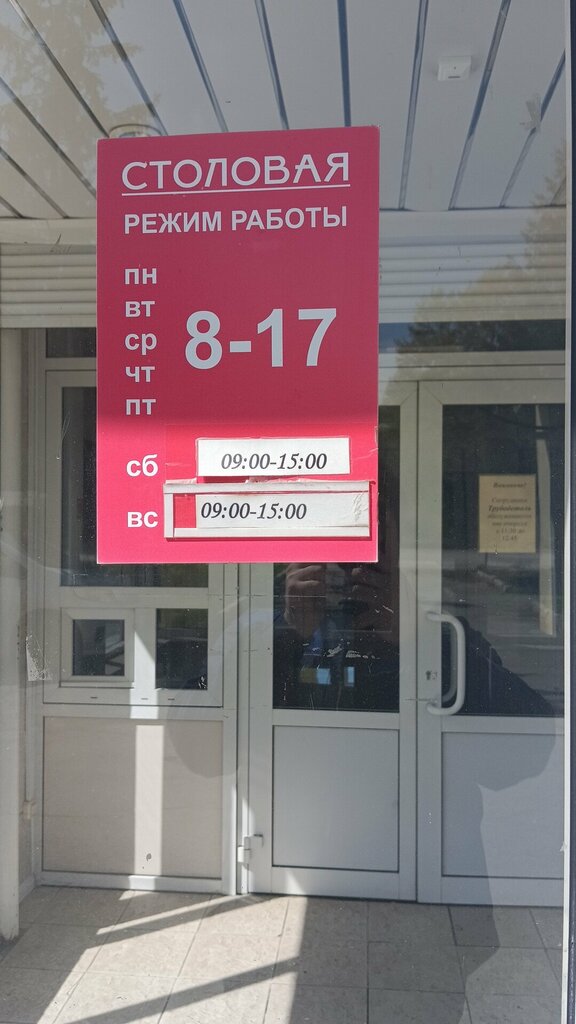 СТОЛОВАЯ
РЕЖИМ РАБОТЫ
ПН
ВТ
СР
ЧТ
ПТ
8-17
СБ 09:00-15:00
ВС 09:00-15:00
Сотрудники